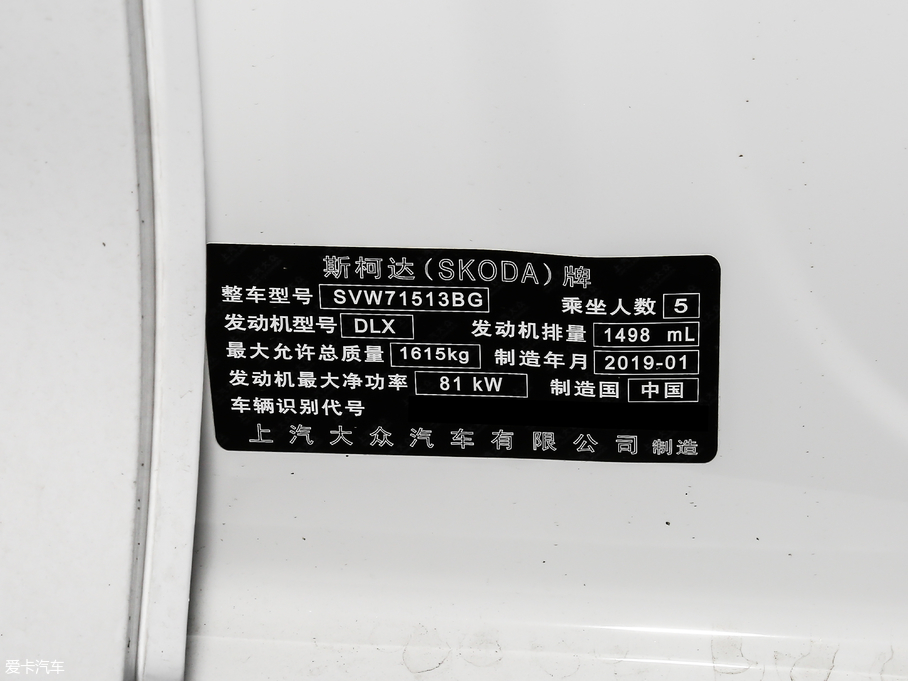 斯柯达(SKODA)牌
整车型号 SVW71513BG 乘坐人数 5
发动机型号 DLX 发动机排量 1498 mL
最大允许总质量 1615kg 制造年月 2019-01
发动机最大净功率 81 kW 制造国 中国
车辆识别代号
上汽大众汽车有限公司制造
爱卡汽车